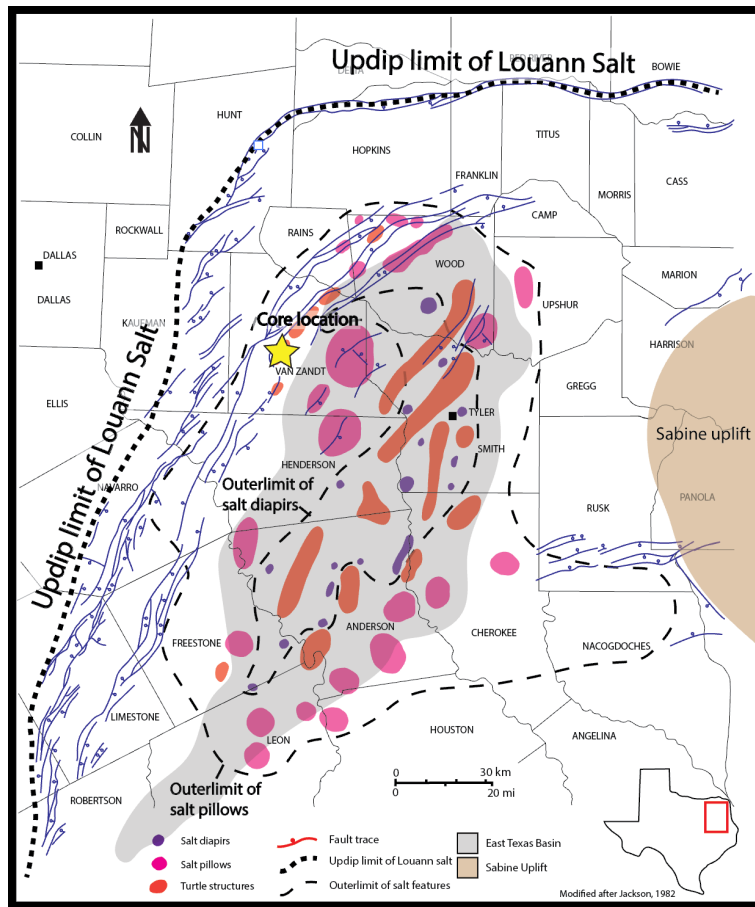 Updip limit of Louann Salt
DELTA
RED RIVER
BOWIE
HUNT
COLLIN
N
HOPKINS
TITUS
FRANKLIN
CASS
MORRIS
CAMP
ROCKWALL
RAINS
DALLAS
WOOD
MARION
DALLAS
UPSHUR
KAUFMAN
Core location
HARRISON
VAN ZANDT
GREGG
ELLIS
TYLER
Sabine uplift
SMITH
HENDERSON
Outerlimit of
salt diapirs
NAVARRO
PANOLA
RUSK
Updip limit of Louann Salt
ANDERSON
CHEROKEE
FREESTONE
NACOGDOCHES
LIMESTONE
HOUSTON
ANGELINA
LEON
Outerlimit of
salt pillows
ROBERTSON
0 30 km
0 20 mi
Salt diapirs
Salt pillows
Turtle structures
Fault trace
Updip limit of Louann salt
Outerlimit of salt features
East Texas Basin
Sabine Uplift
Modified after Jackson, 1982